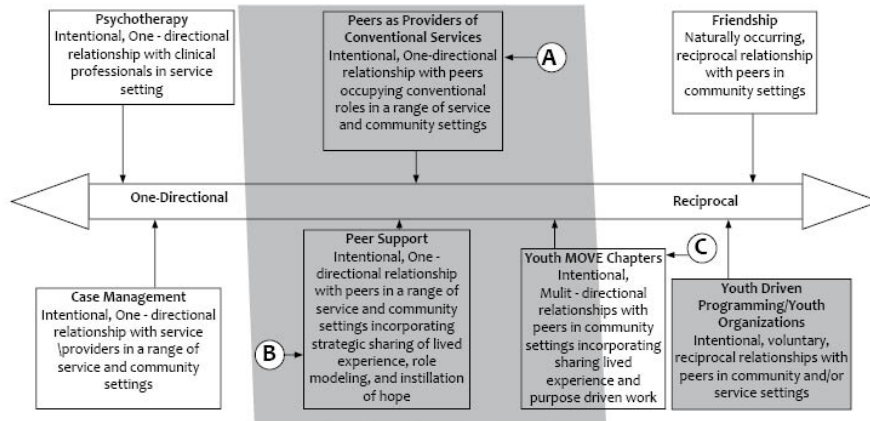 Psychotherapy
Intentional, One - directional
relationship with clinical
professionals in service
setting
Peers as Providers of
Conventional Services
Intentional, One-directional
relationship with peers
occupying conventional
roles in a range of service
and community settings
A
Friendship
Naturally occurring,
reciprocal relationship
with peers in
community settings
One-Directional
Reciprocal
Case Management
Intentional, One - directional
relationship with service
\providers in a range of
service and community
settings
B
Peer Support
Intentional, One -
directional relationship
with peers in a range of
service and community
settings incorporating
strategic sharing of lived
experience, role
modeling, and instillation
of hope
Youth MOVE Chapters
Intentional,
Mulit - directional
relationships with
peers in community
settings incorporating
sharing lived
experience and
purpose driven work
C
Youth Driven
Programming/Youth
Organizations
Intentional, voluntary,
reciprocal relationships with
peers in community and/or
service settings